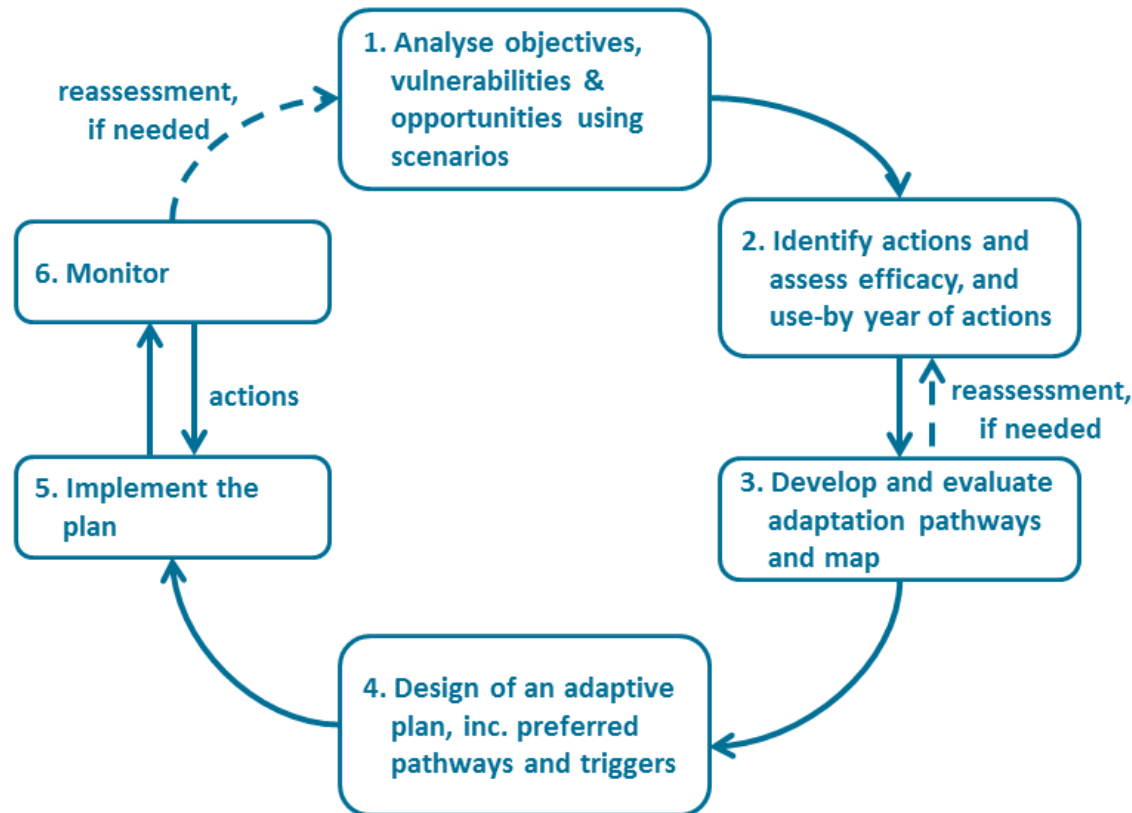 1. Analyse objectives,
vulnerabilities &
opportunities using
scenarios
reassessment,
if needed
2. Identify actions and
assess efficacy, and
use-by year of actions
6. Monitor
actions
reassessment,
if needed
3. Develop and evaluate
adaptation pathways
and map
5. Implement the
plan
4. Design of an adaptive
plan, inc. preferred
pathways and triggers